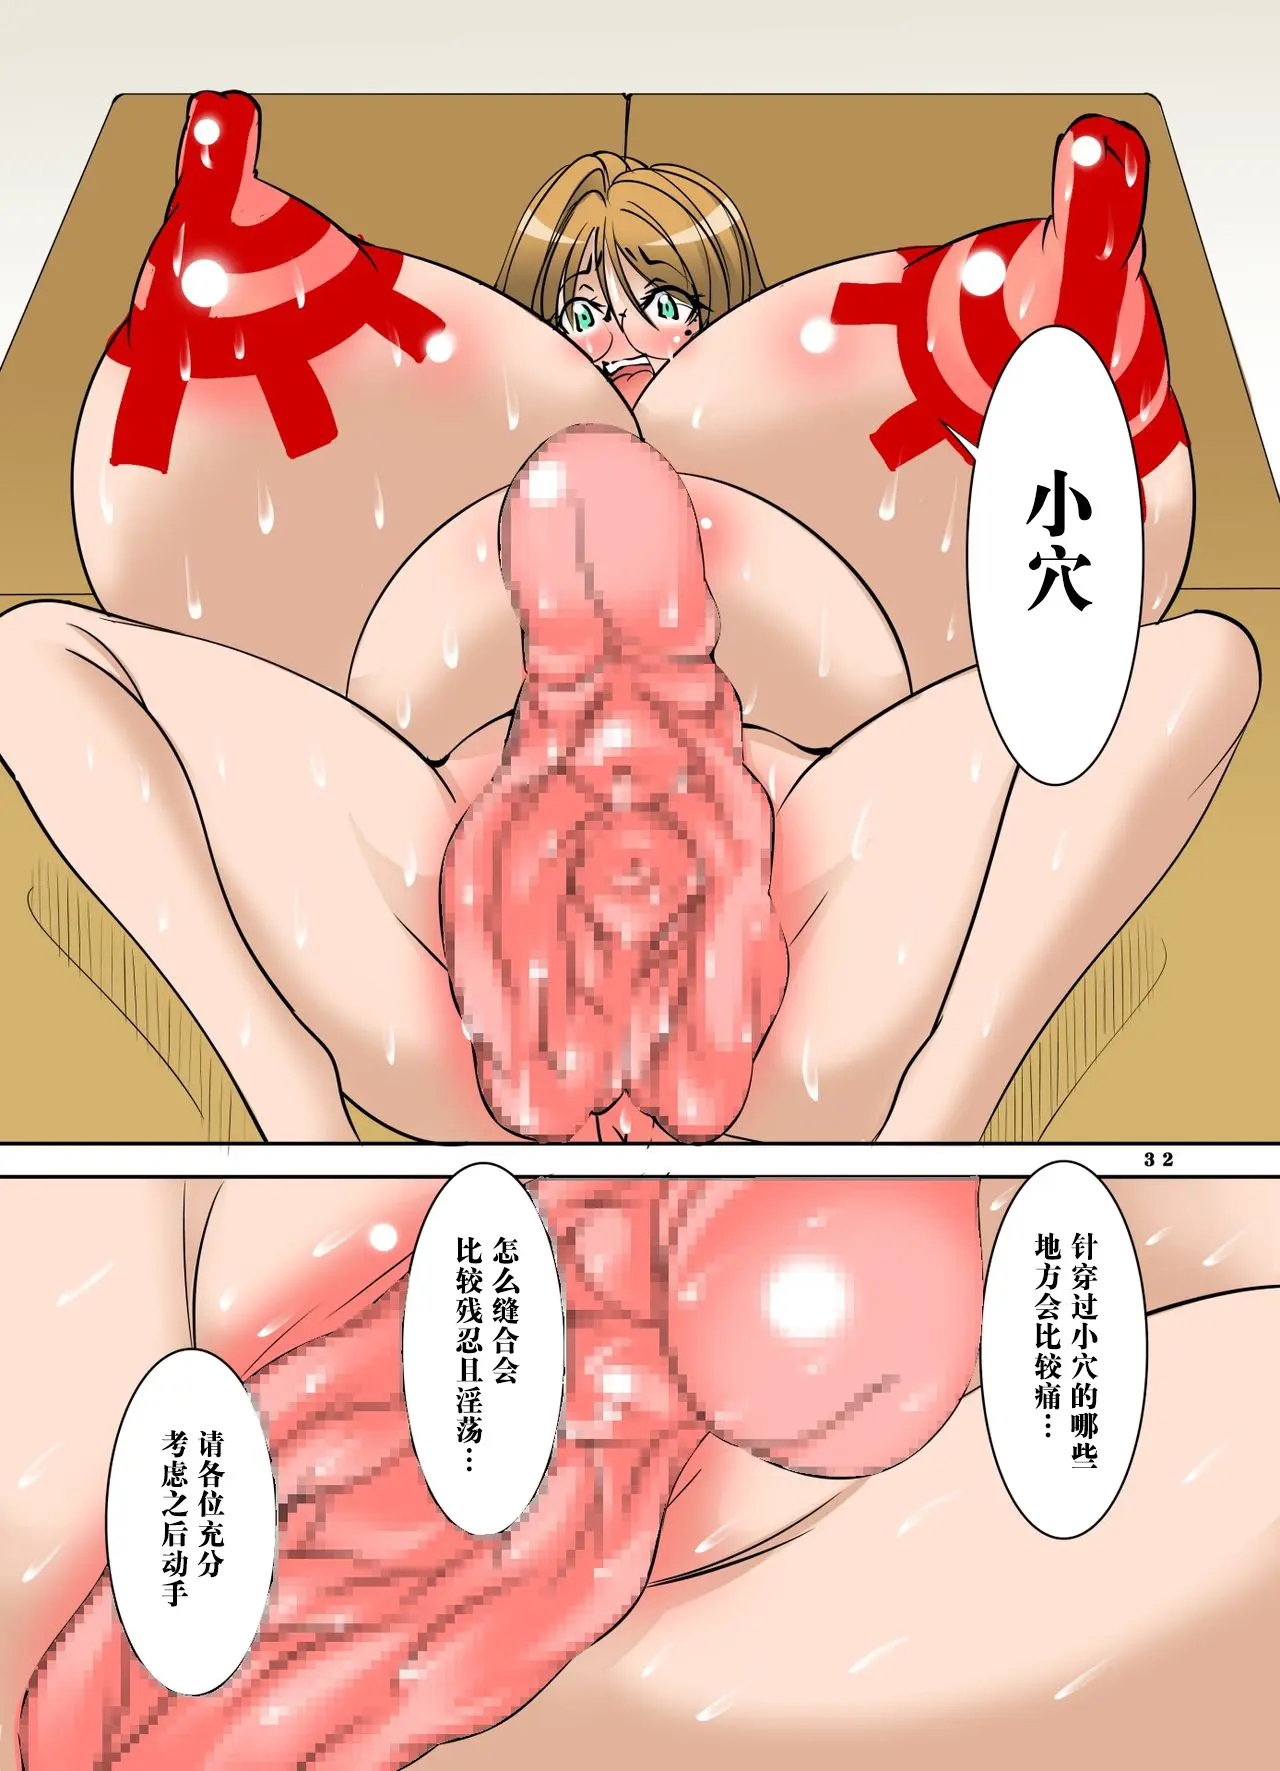 小穴
32
针穿过小穴的哪些
地方会比较痛…
怎么缝合会
比较残忍且淫荡…
请各位充分
考虑之后动手